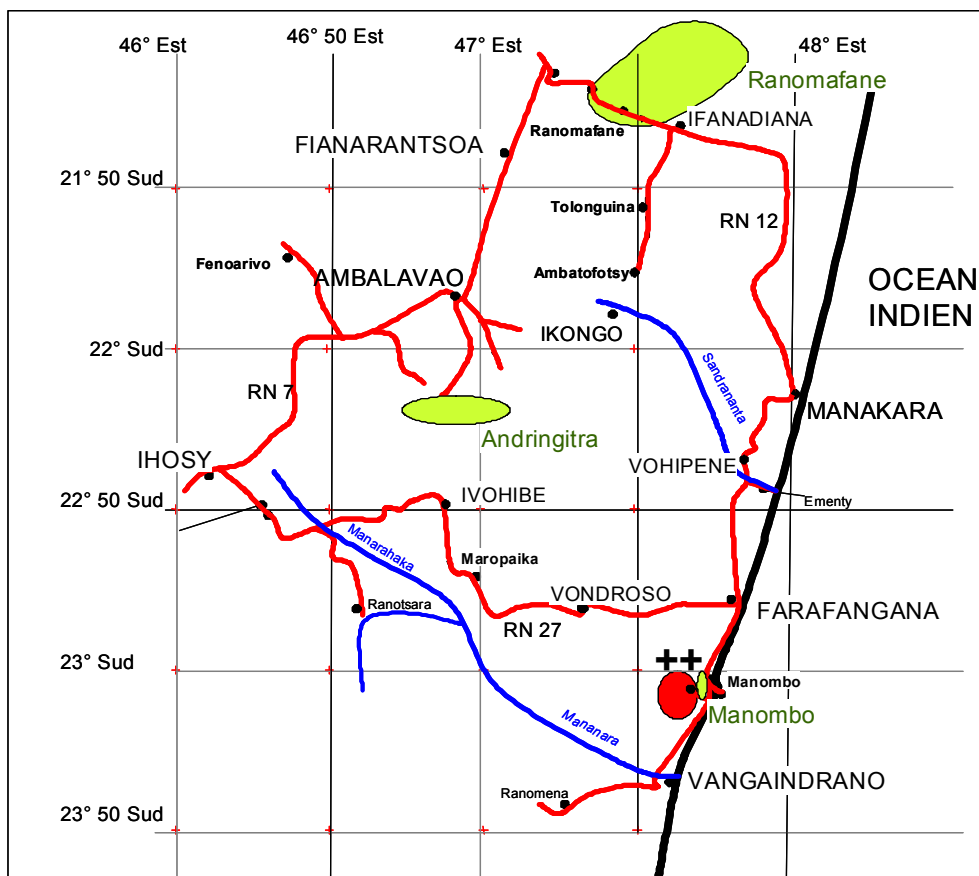 46° Est
46° 50 Est
47° Est
48° Est
Ranomafane
Ranomafane
IFANADIANA
FIANARANTSOA
21° 50 Sud
Tolonguina
RN 12
Fenoarivo
AMBALAVAO
Ambatofotsy
OCEAN
INDIEN
IKONGO
22° Sud
Sandrananta
RN 7
MANAKARA
Andringitra
IHOSY
VOHIPENE
22° 50 Sud
IVOHIBE
Ementy
Manarahaka
Maropaika
Ranotsara
VONDROSO
FARAFANGANA
RN 27
23° Sud
++
Manombo
Manombo
Mananara
VANGAINDRANO
Ranomena
23° 50 Sud